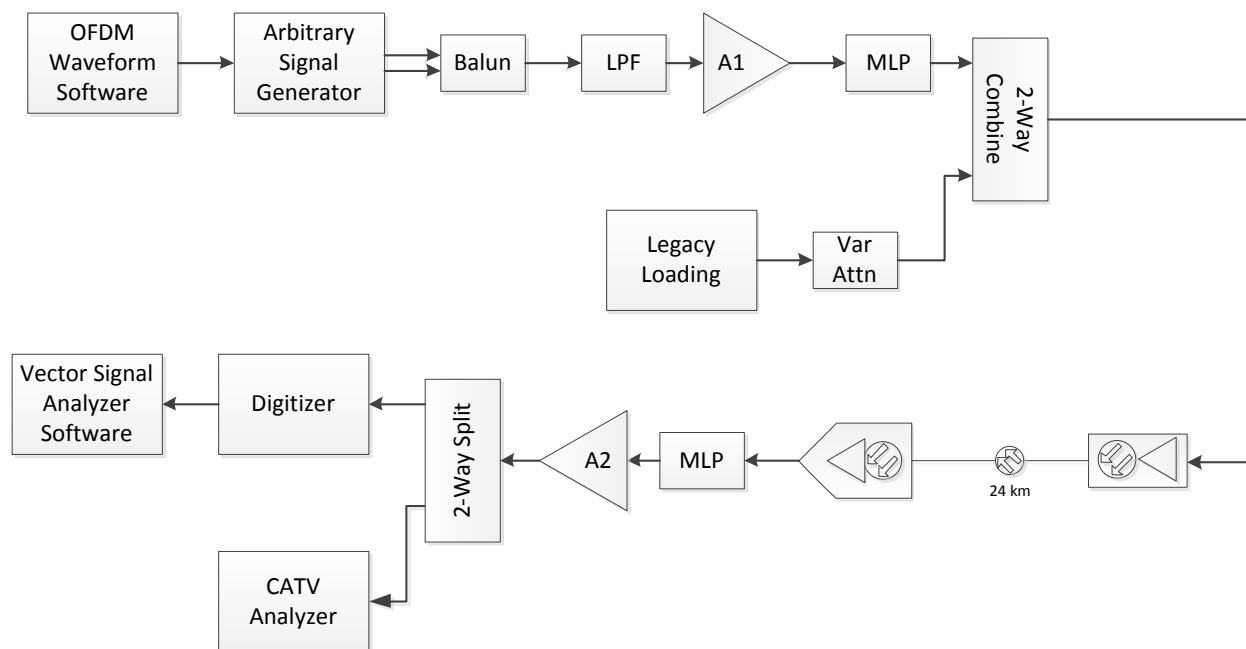 OFDM
Waveform
Software
Arbitrary
Signal
Generator
Balun
LPF
A1
MLP
2-Way
Combine
Legacy
Loading
Var
Attn
Vector Signal
Analyzer
Software
Digitizer
2-Way Split
A2
MLP
24 km
CATV
Analyzer